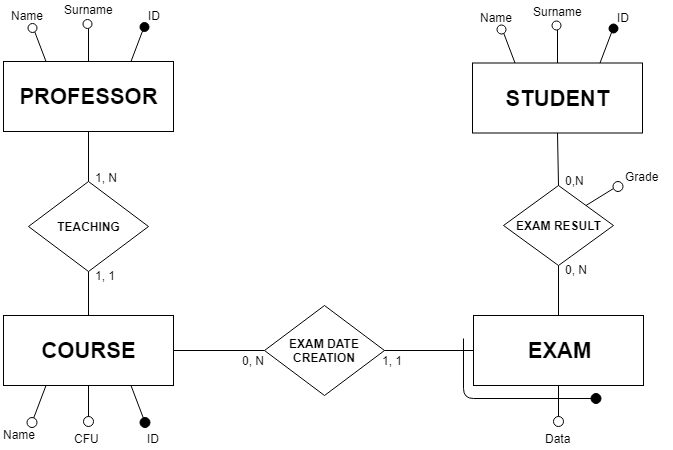 Name
Surname
ID
PROFESSOR
1, N
TEACHING
1, 1
COURSE
Name
CFU
ID
0, N
EXAM DATE
CREATION
1, 1
Name
Surname
ID
STUDENT
0,N
Grade
EXAM RESULT
0, N
EXAM
Data